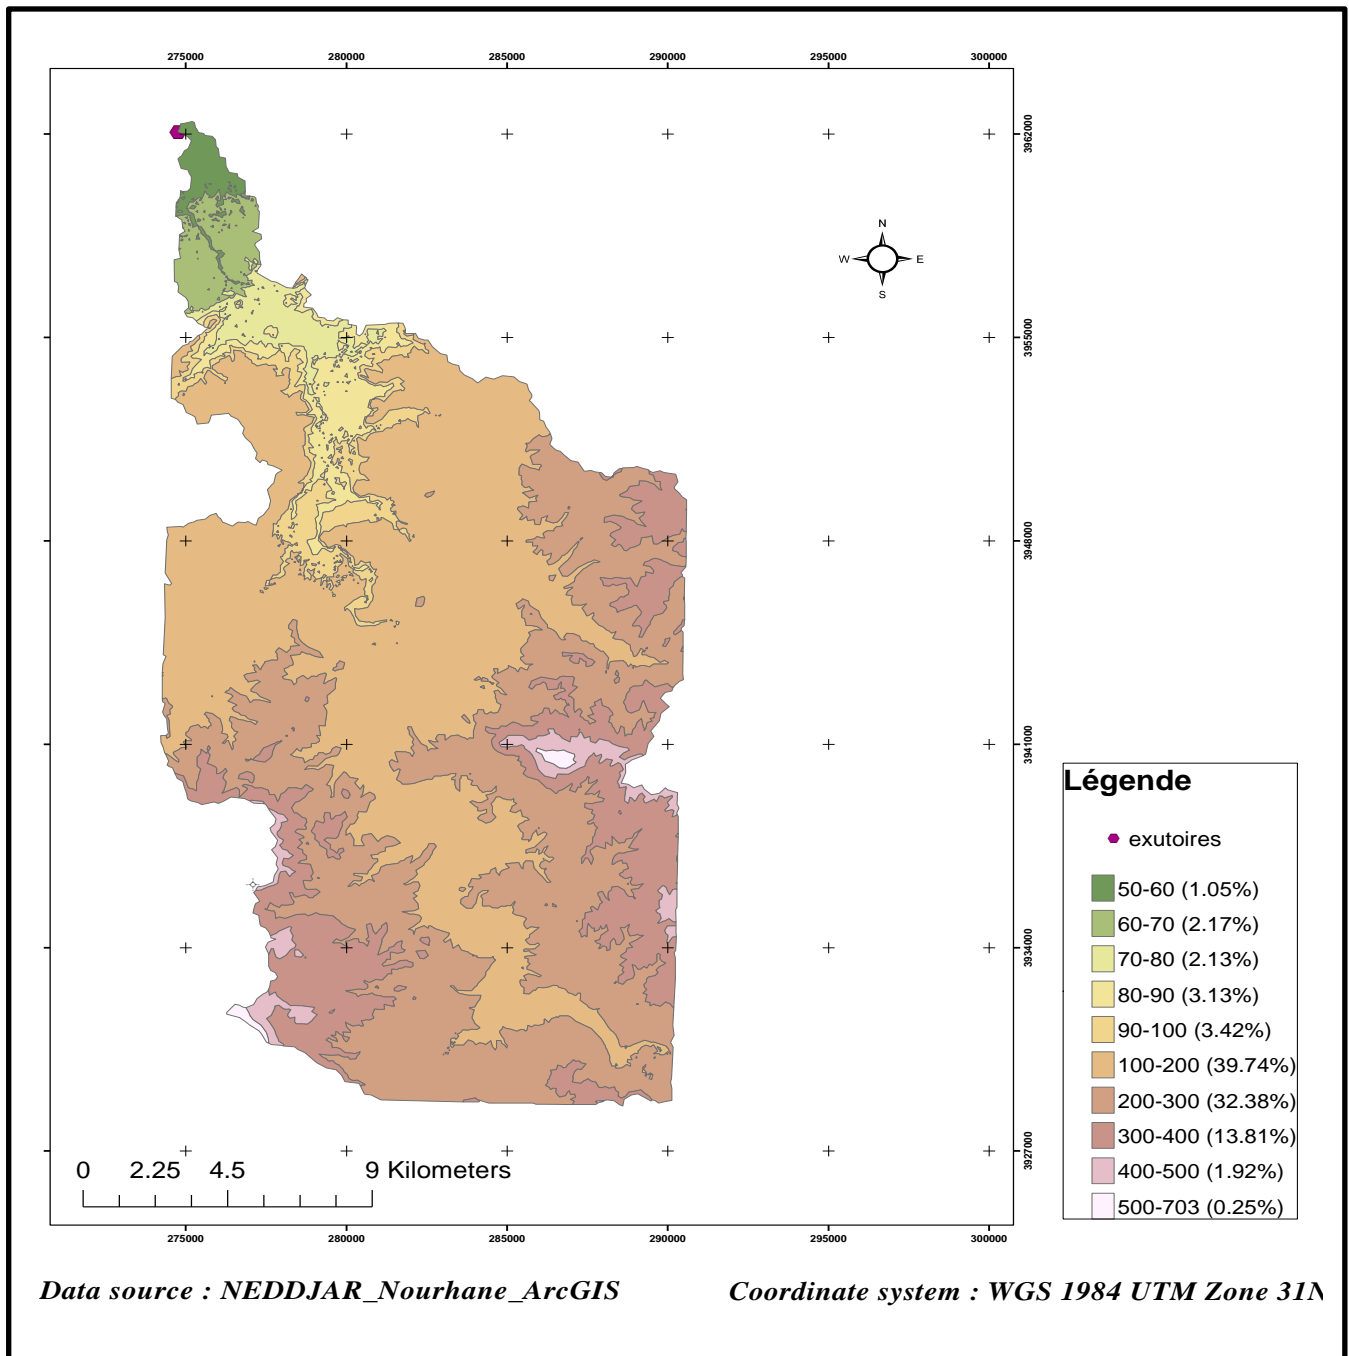 275000 280000 285000 290000 295000 300000
3962000
N
W E
S
3955000
3948000
3941000
Légende
exutoires
50-60 (1.05%)
60-70 (2.17%)
70-80 (2.13%)
80-90 (3.13%)
90-100 (3.42%)
100-200 (39.74%)
200-300 (32.38%)
300-400 (13.81%)
400-500 (1.92%)
500-703 (0.25%)
3934000
3927000
0 2.25 4.5 9 Kilometers
275000 280000 285000 290000 295000 300000
Data source : NEDDJAR_Nourhane_ArcGIS
Coordinate system : WGS 1984 UTM Zone 31N